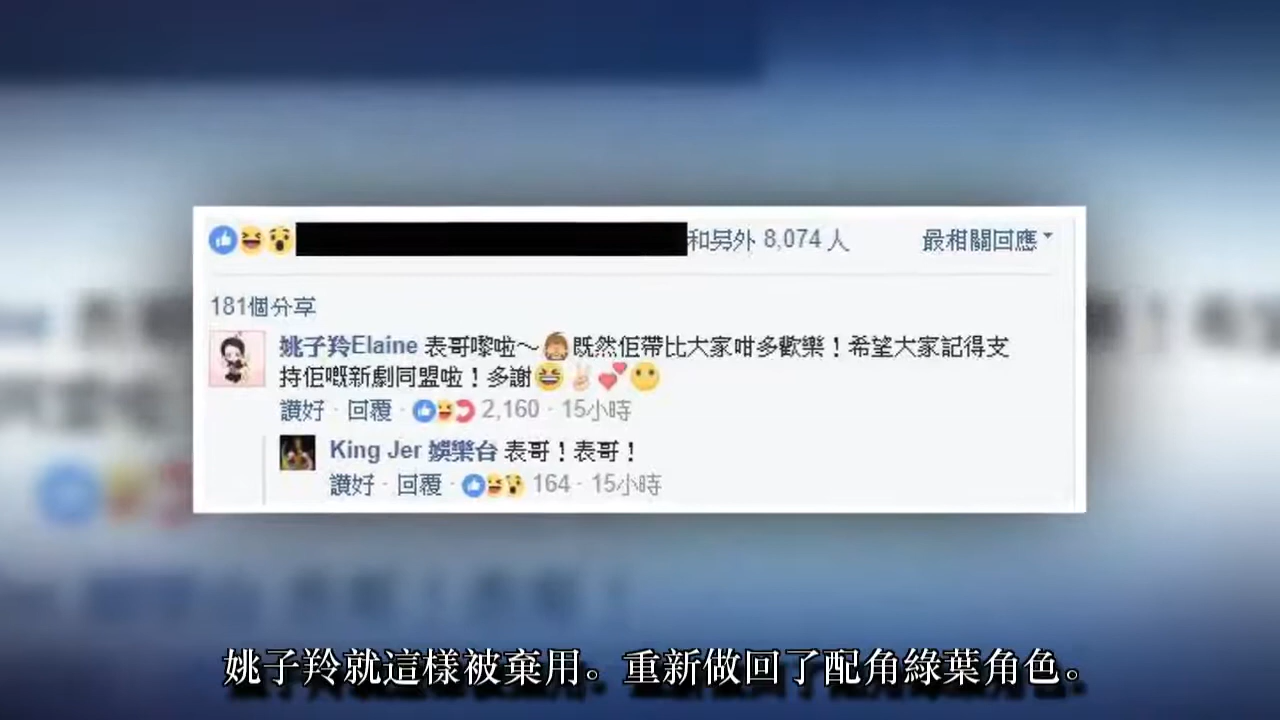 和另外 8,074 人 最相關回應
181個分享
姚子羚Elaine 表哥嚟啦～既然佢帶比大家咁多歡樂！希望大家記得支
持佢嘅新劇同盟啦！多謝
讚好 · 回覆 · 2,160 · 15小時
King Jer 娛樂台 表哥！表哥！
讚好 · 回覆 · 164 · 15小時
姚子羚就這樣被棄用。重新做回了配角綠葉角色。